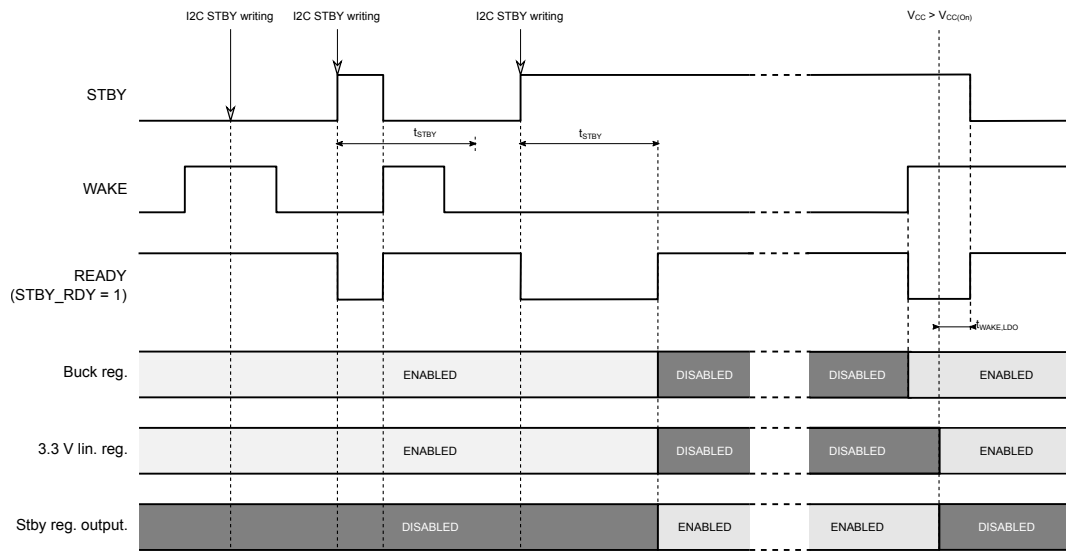 I2C STBY writing
I2C STBY writing
I2C STBY writing
VCC > VCC(On)
STBY
tSTBY
tSTBY
WAKE
READY
(STBY_RDY = 1)
tWAKE,LDO
Buck reg.
ENABLED
DISABLED
DISABLED
ENABLED
3.3 V lin. reg.
ENABLED
DISABLED
DISABLED
ENABLED
Stby reg. output.
DISABLED
ENABLED
ENABLED
DISABLED